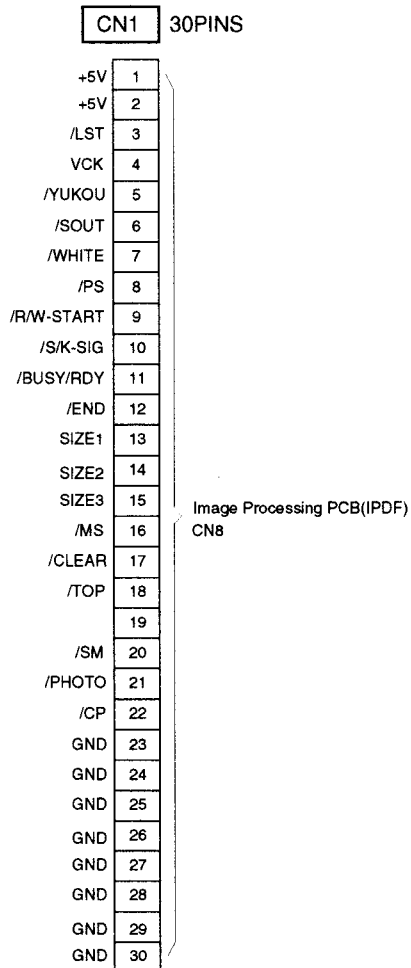 CN1 30PINS
+5V 1
+5V 2
/LST 3
VCK 4
/YUKOU 5
/SOUT 6
/WHITE 7
/PS 8
/R/W-START 9
/S/K-SIG 10
/BUSY/RDY 11
/END 12
SIZE1 13
SIZE2 14
SIZE3 15
/MS 16
/CLEAR 17
/TOP 18
19
/SM 20
/PHOTO 21
/CP 22
GND 23
GND 24
GND 25
GND 26
GND 27
GND 28
GND 29
GND 30
Image Processing PCB(IPDF)
CN8